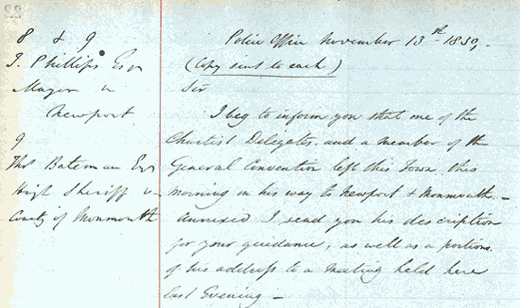 8 & 9
T. Phillips Esqr
Mayor
Newport
9
Thos Bateman Esqr
High Sheriff
County of Monmouth
Police Office November 13th 1839.
(Copy sent to each)
Sir
I beg to inform you that one of the
Chartist Delegates, and a member of the
General Convention left this Town this
morning on his way to Newport & Monmouth. —
Annexed I send you his description
for your guidance, as well as a portion
of his address to a Meeting held here
last Evening —